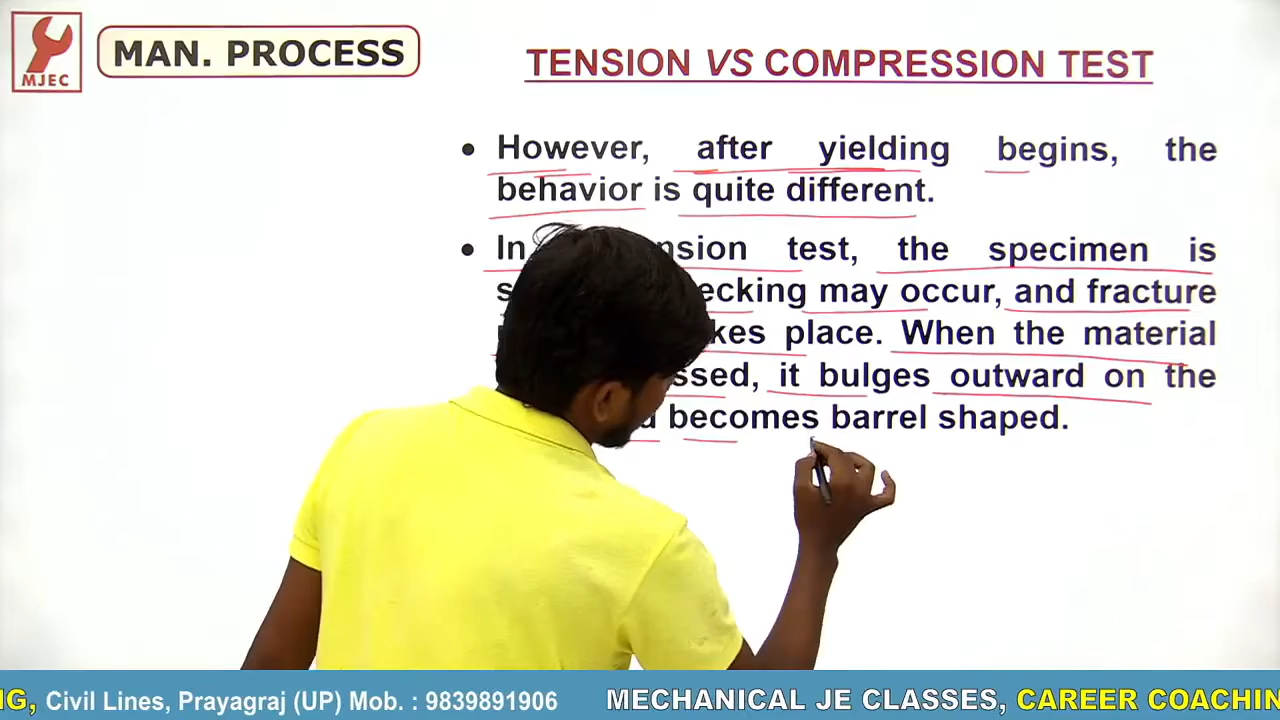 MJEC
MAN. PROCESS
TENSION VS COMPRESSION TEST
• However, after yielding begins, the
behavior is quite different.
• In nsion test, the specimen is
ecking may occur, and fracture
kes place. When the material
ssed, it bulges outward on the
becomes barrel shaped.
NG, Civil Lines, Prayagraj (UP) Mob. : 9839891906 MECHANICAL JE CLASSES, CAREER COACHIN